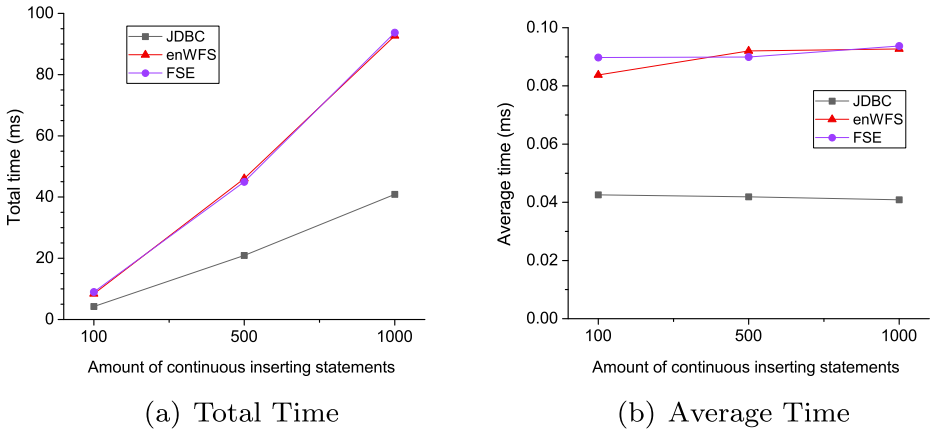 100
80
60
40
20
0
Total time (ms)
JDBC
enWFS
FSE
100 500 1000
Amount of continuous inserting statements
(a) Total Time
0.10
0.08
0.06
0.04
0.02
0.00
Average time (ms)
JDBC
enWFS
FSE
100 500 1000
Amount of continuous inserting statements
(b) Average Time